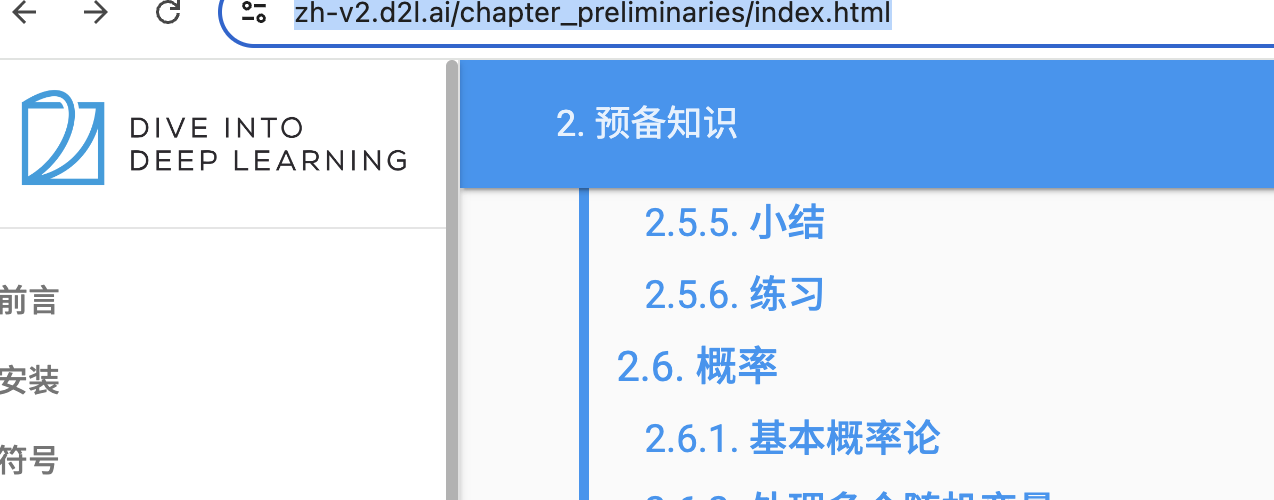 zh-v2.d2l.ai/chapter_preliminaries/index.html
DIVE INTO
DEEP LEARNING
2. 预备知识
前言
安装
符号
2.5.5. 小结
2.5.6. 练习
2.6. 概率
2.6.1. 基本概率论